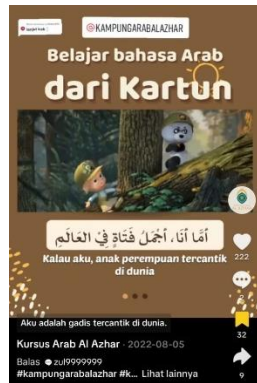 @KAMPUNGARABALAZHAR
Belajar bahasa Arab
dari Kartun
أَمَّا أَنَا، أَجْمَلُ فَتَاةٍ فِيْ العَالَمِ
Kalau aku, anak perempuan tercantik
di dunia
222
Aku adalah gadis tercantik di dunia.
32
Kursus Arab Al Azhar · 2022-08-05
Balas zul9999999
#kampungarabalazhar #k... Lihat lainnya
9